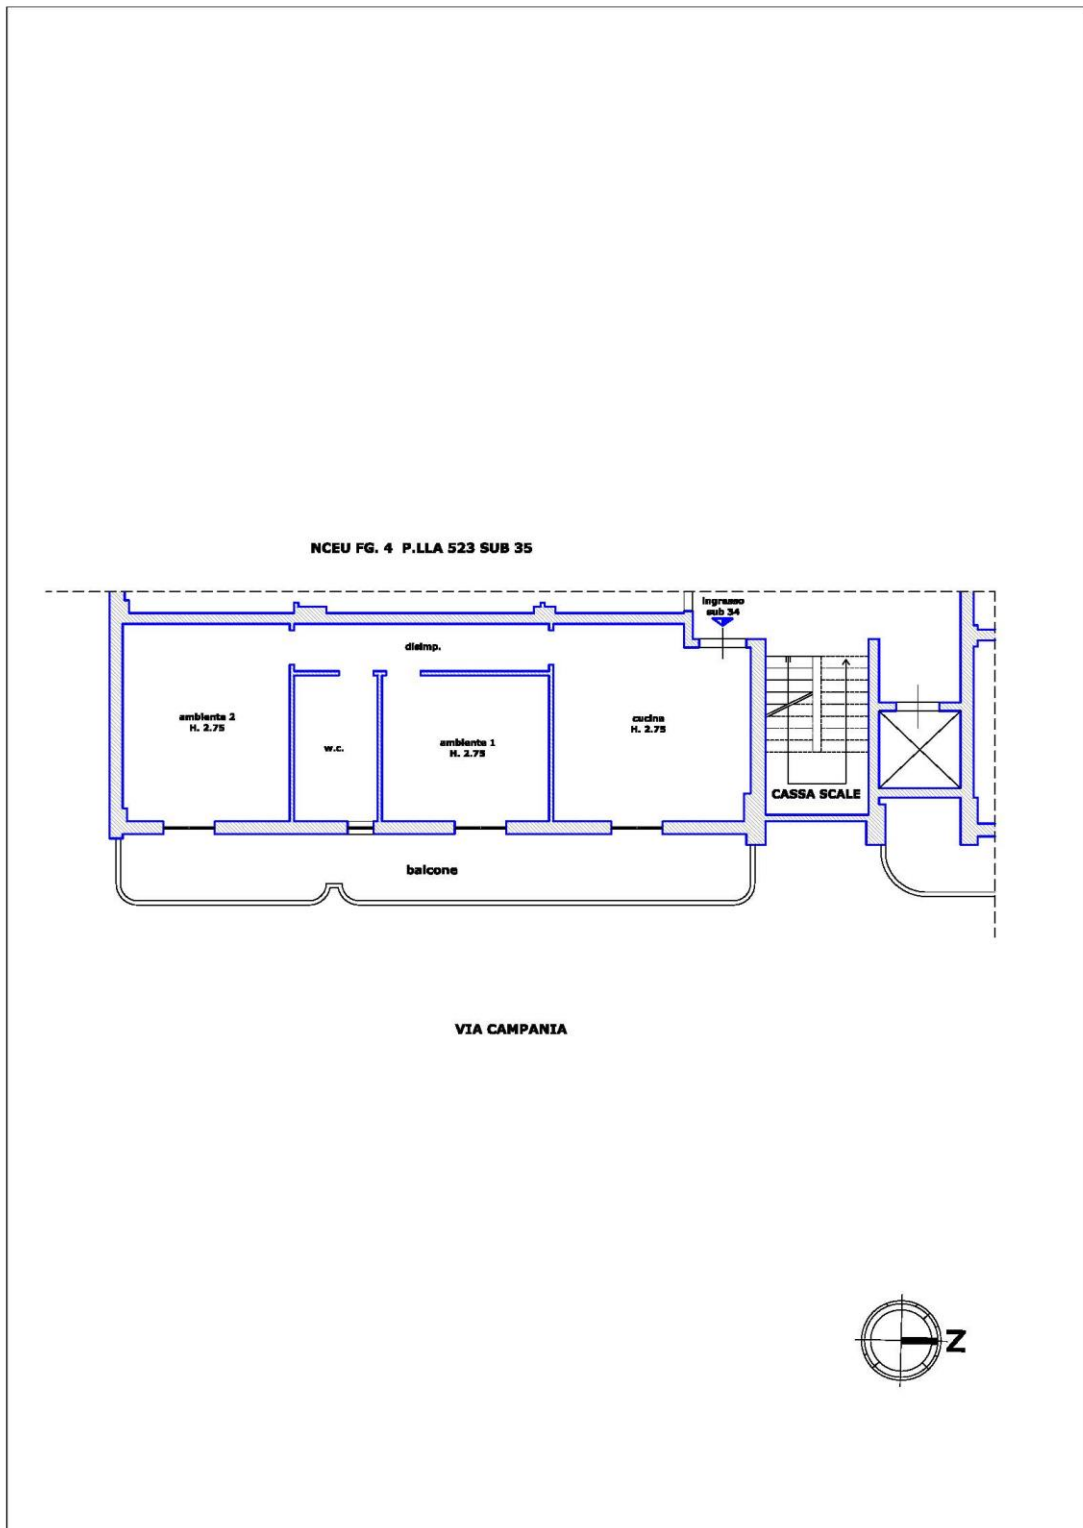 NCEU FG. 4 P.LLA 523 SUB 35
ingresso
sub 34
disimp.
ambiente 2
H. 2.75
w.c.
ambiente 1
H. 2.75
cucina
H. 2.75
CASSA SCALE
balcone
VIA CAMPANIA
N